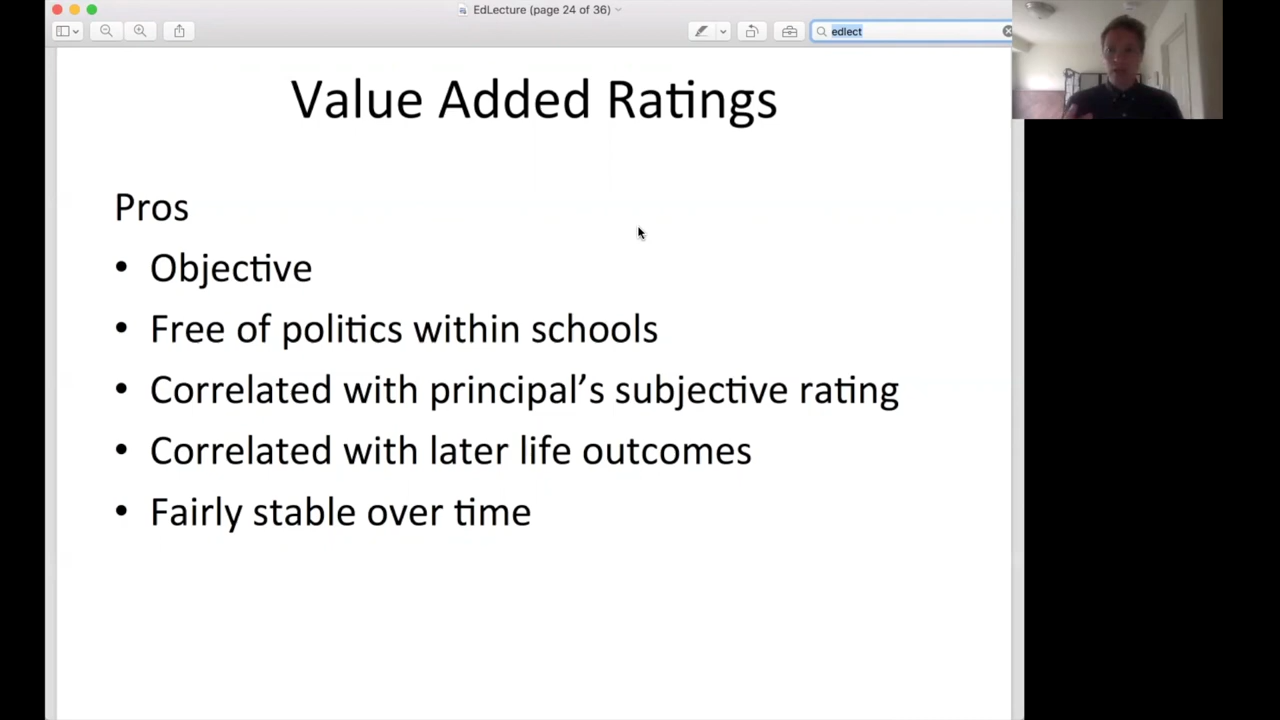 EdLecture (page 24 of 36)
edlect
Value Added Ratings
Pros
• Objective
• Free of politics within schools
• Correlated with principal’s subjective rating
• Correlated with later life outcomes
• Fairly stable over time